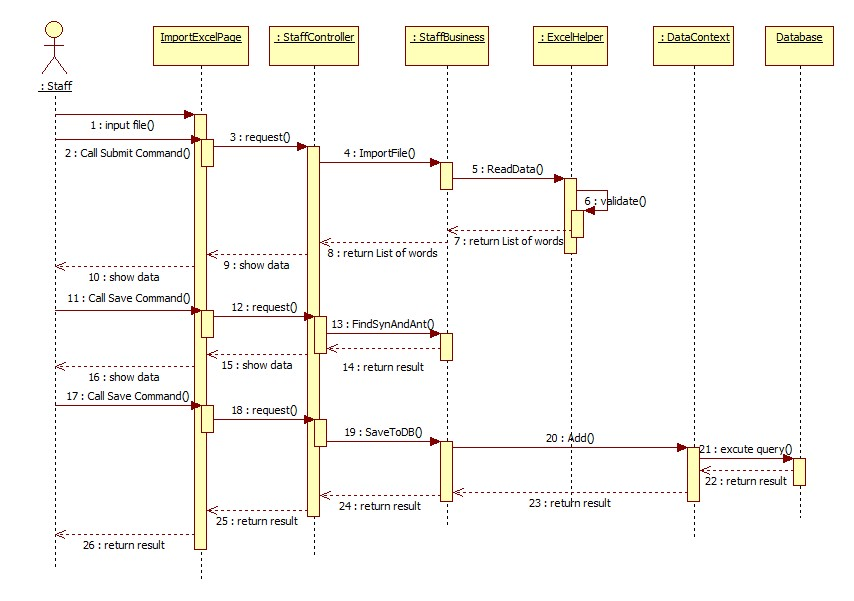 ImportExcelPage
: StaffController
: StaffBusiness
: ExcelHelper
: DataContext
Database
: Staff
1 : input file()
2 : Call Submit Command()
3 : request()
4 : ImportFile()
5 : ReadData()
6 : validate()
7 : return List of words
8 : return List of words
9 : show data
10 : show data
11 : Call Save Command()
12 : request()
13 : FindSynAndAnt()
14 : return result
15 : show data
16 : show data
17 : Call Save Command()
18 : request()
19 : SaveToDB()
20 : Add()
21 : excute query()
22 : return result
23 : return result
24 : return result
25 : return result
26 : return result